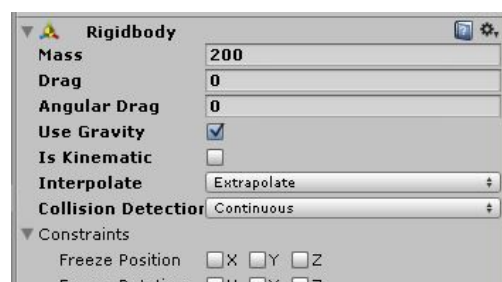 Rigidbody
Mass 200
Drag 0
Angular Drag 0
Use Gravity
Is Kinematic
Interpolate Extrapolate
Collision Detection Continuous
Constraints
Freeze Position X Y Z